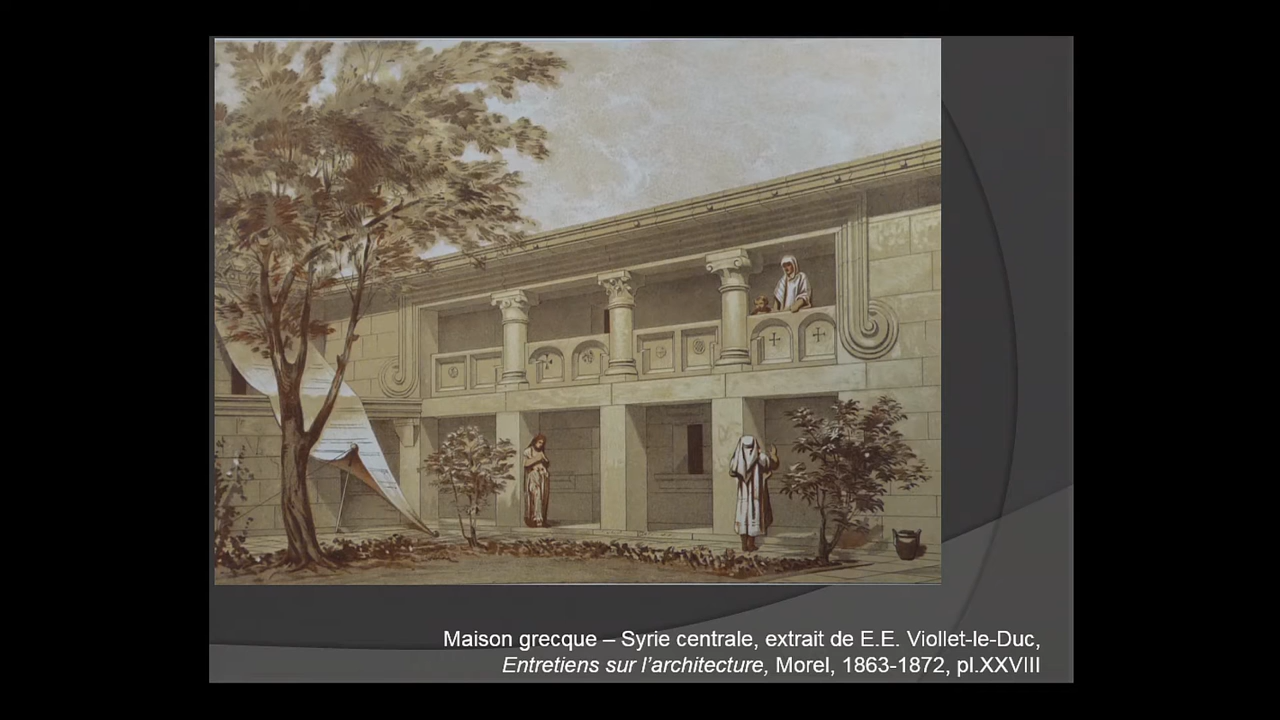 Maison grecque – Syrie centrale, extrait de E.E. Viollet-le-Duc,
Entretiens sur l'architecture, Morel, 1863-1872, pl.XXVIII